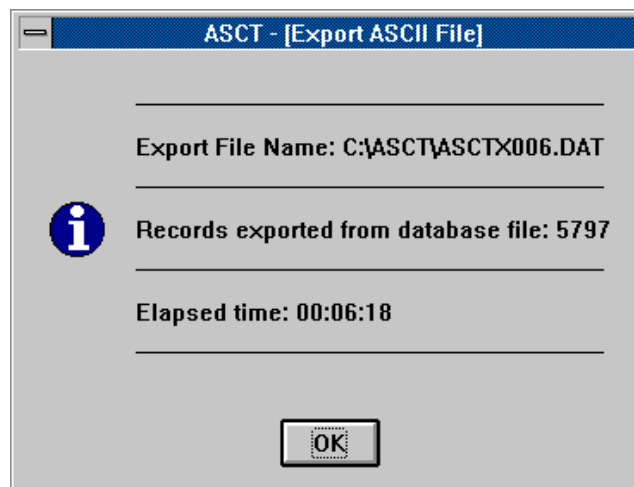 ASCT - [Export ASCII File]
Export File Name: C:\ASCT\ASCTX006.DAT
Records exported from database file: 5797
Elapsed time: 00:06:18
OK